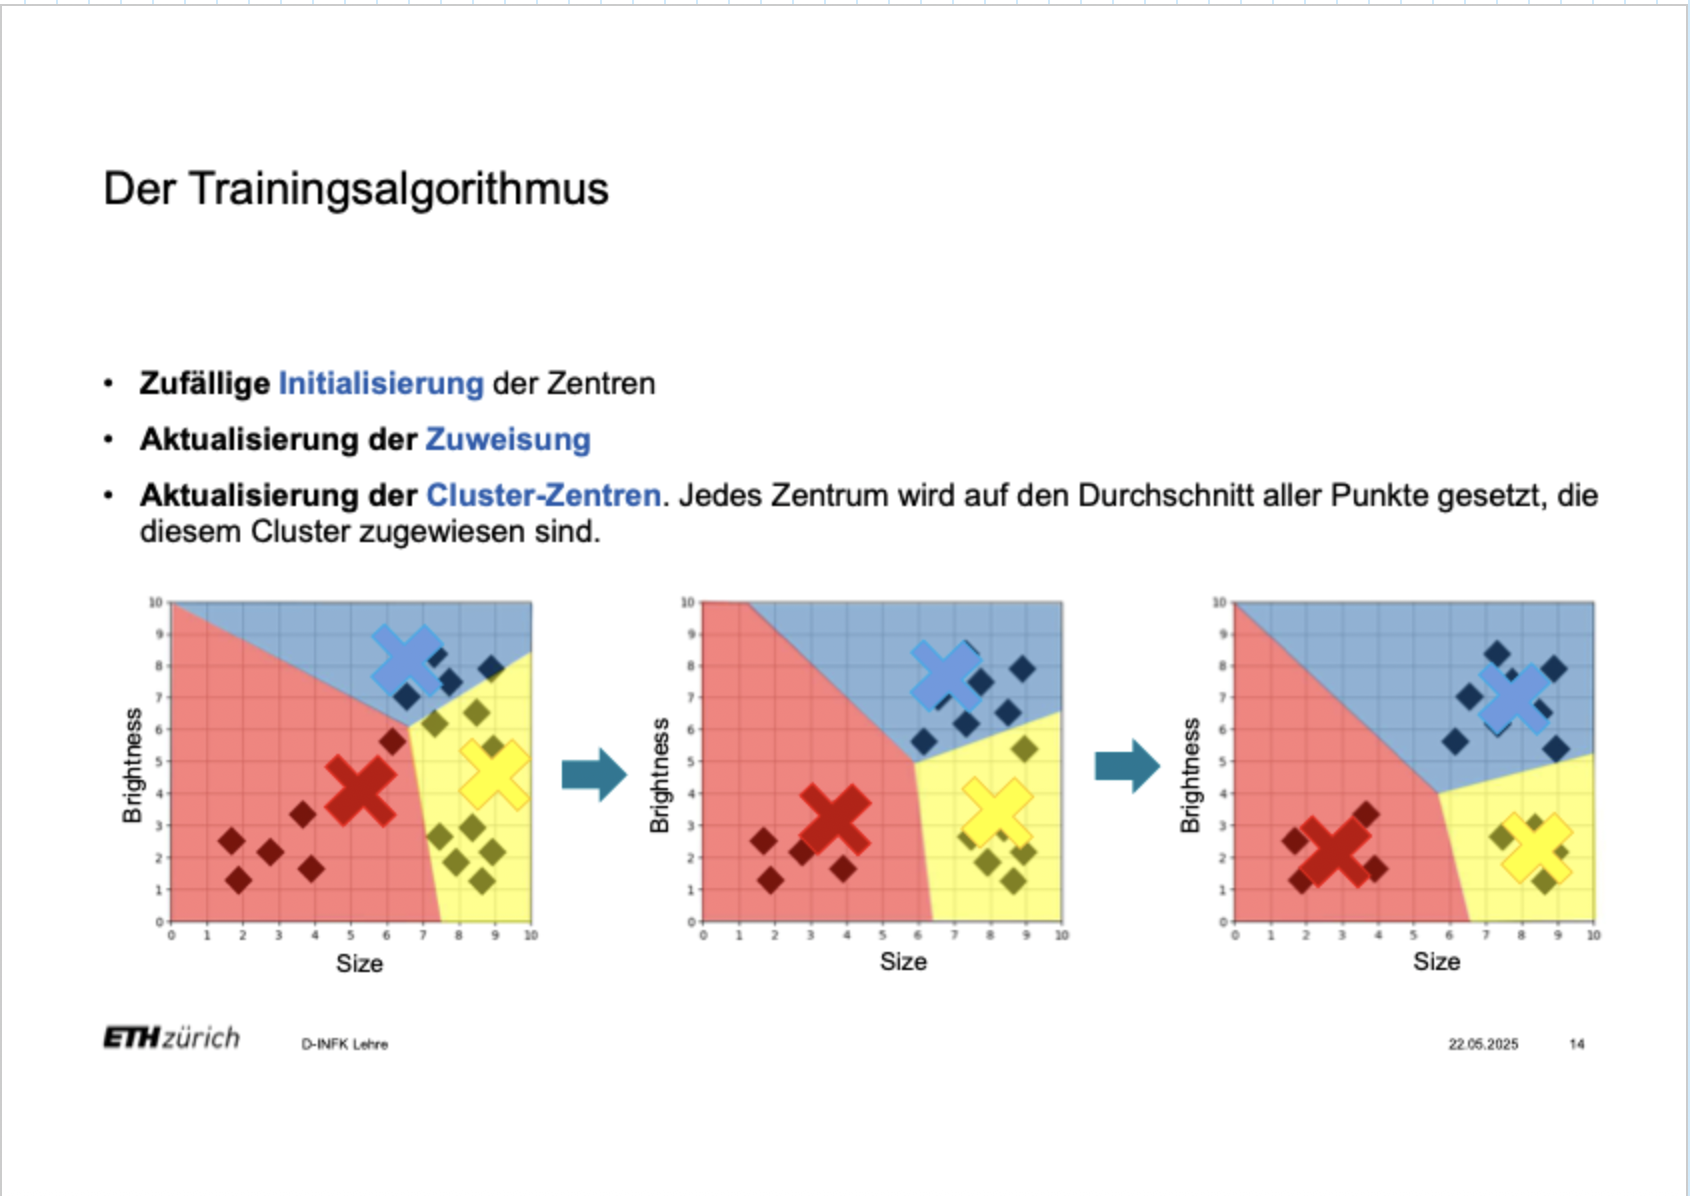 Der Trainingsalgorithmus
• Zufällige Initialisierung der Zentren
• Aktualisierung der Zuweisung
• Aktualisierung der Cluster-Zentren. Jedes Zentrum wird auf den Durchschnitt aller Punkte gesetzt, die
diesem Cluster zugewiesen sind.
10
9
8
7
6
5
4
3
2
1
0
Brightness
0 1 2 3 4 5 6 7 8 9 10
Size
10
9
8
7
6
5
4
3
2
1
0
Brightness
0 1 2 3 4 5 6 7 8 9 10
Size
10
9
8
7
6
5
4
3
2
1
0
Brightness
0 1 2 3 4 5 6 7 8 9 10
Size
ETH zürich
D-INFK Lehre
22.05.2025
14